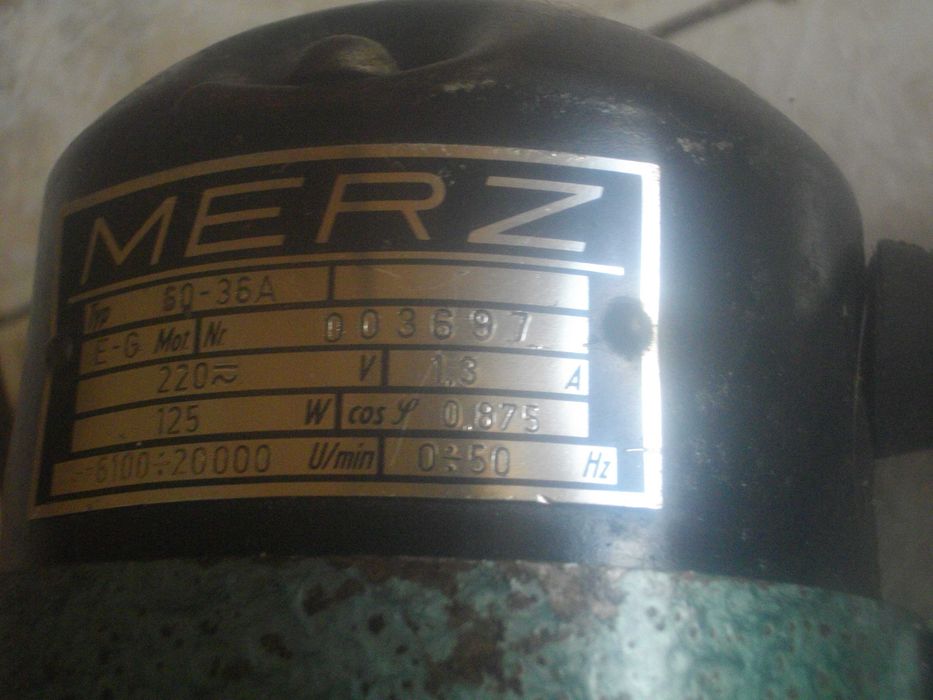 MERZ
Typ 60-36A
E-G Mot Nr. 003697
220≂ V 1.3 A
125 W cos φ 0.875
6100÷20000 U/min 0÷50 Hz